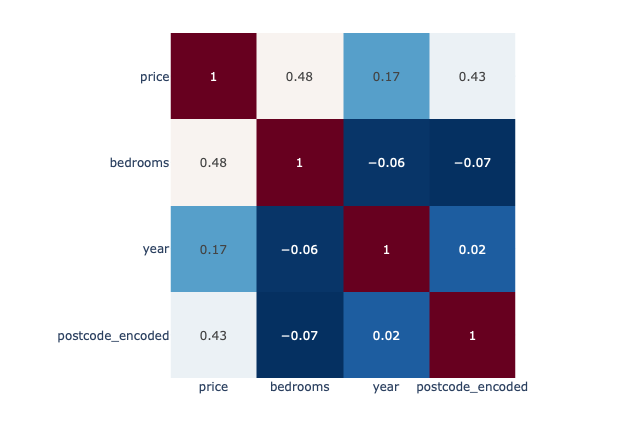 price 1 0.48 0.17 0.43
bedrooms 0.48 1 −0.06 −0.07
year 0.17 −0.06 1 0.02
postcode_encoded 0.43 −0.07 0.02 1
price bedrooms year postcode_encoded